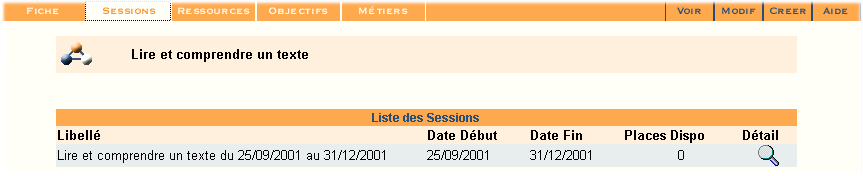 Fiche Sessions Ressources Objectifs Métiers Voir Modif Creer Aide
Lire et comprendre un texte
Liste des Sessions
Libellé Date Début Date Fin Places Dispo Détail
Lire et comprendre un texte du 25/09/2001 au 31/12/2001 25/09/2001 31/12/2001 0